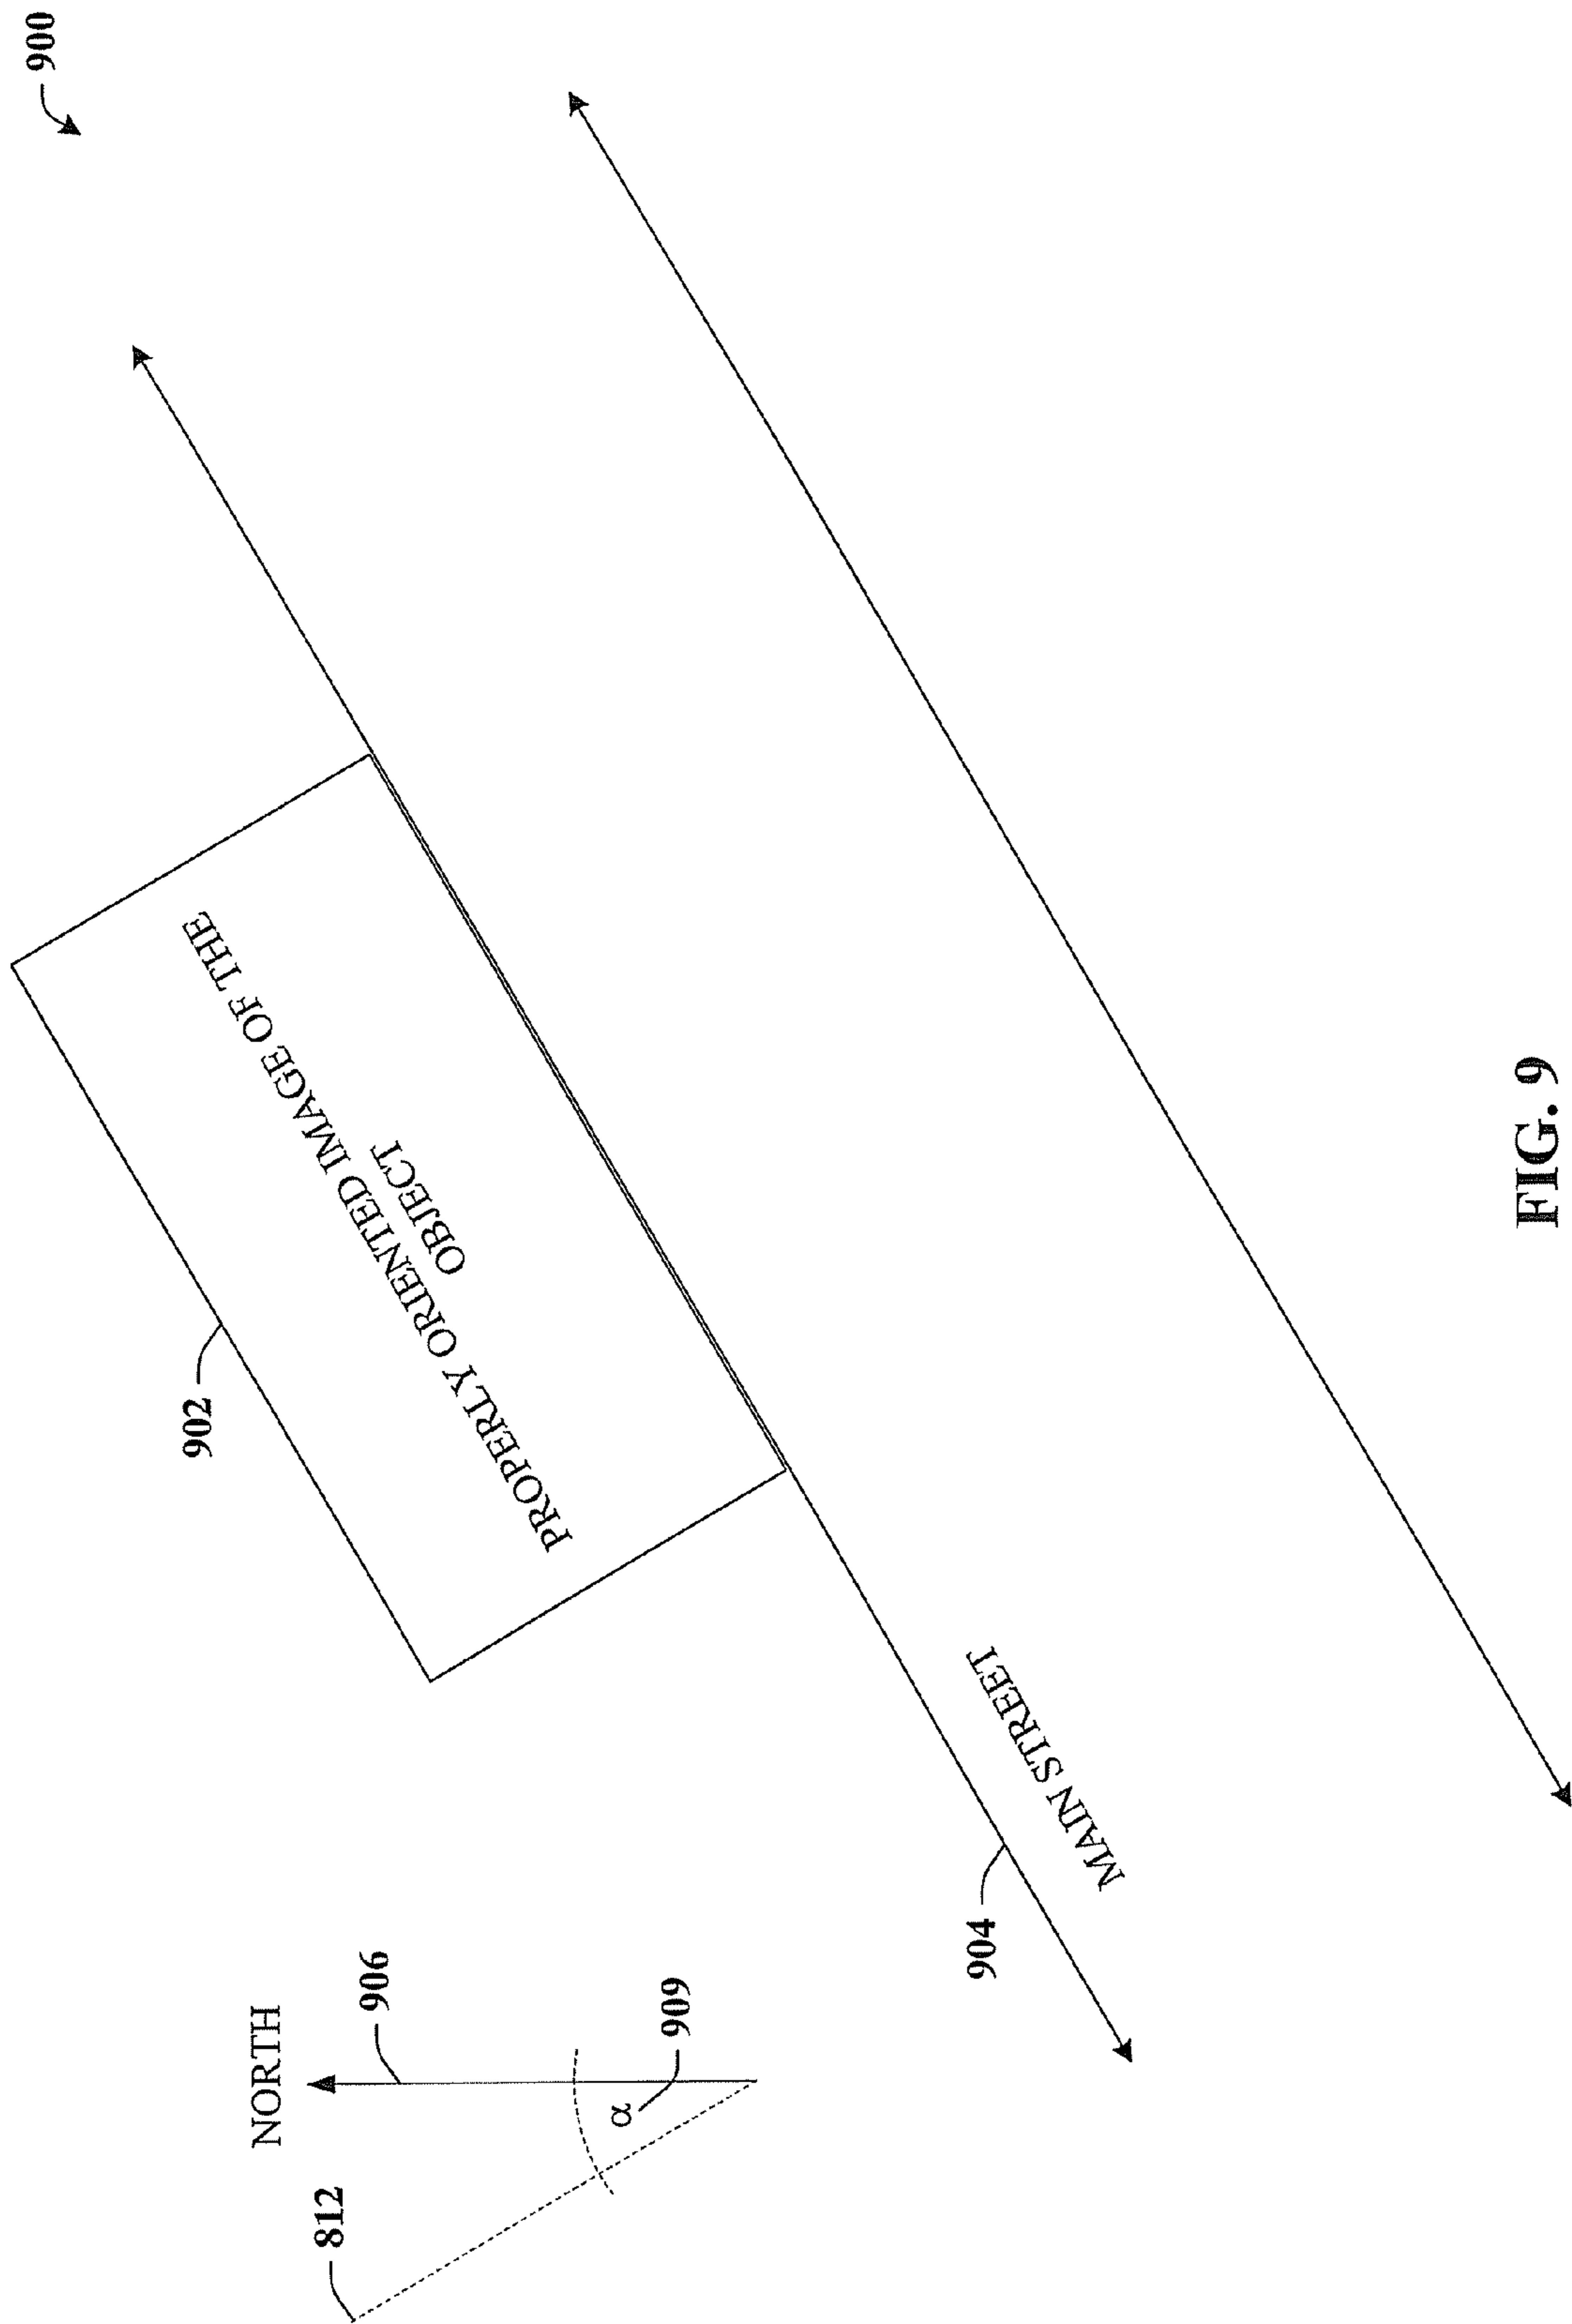 900
902
PROPERLY ORIENTED IMAGE OF THE
OBJECT
NORTH
812
906
α
909
904
MAIN STREET
FIG. 9